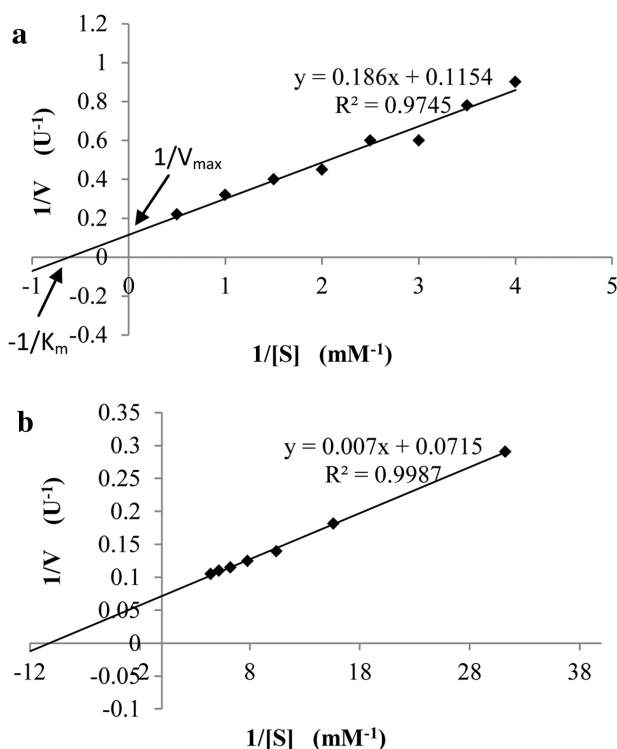 a
1.2
1
0.8
0.6
0.4
0.2
0
-0.2
-0.4
1/V (U-1)
y = 0.186x + 0.1154
R² = 0.9745
1/Vmax
-1/Km
-1 0 1 2 3 4 5
1/[S] (mM-1)
b
0.35
0.3
0.25
0.2
0.15
0.1
0.05
0
-0.05
-0.1
1/V (U-1)
y = 0.007x + 0.0715
R² = 0.9987
-12 -2 8 18 28 38
1/[S] (mM-1)